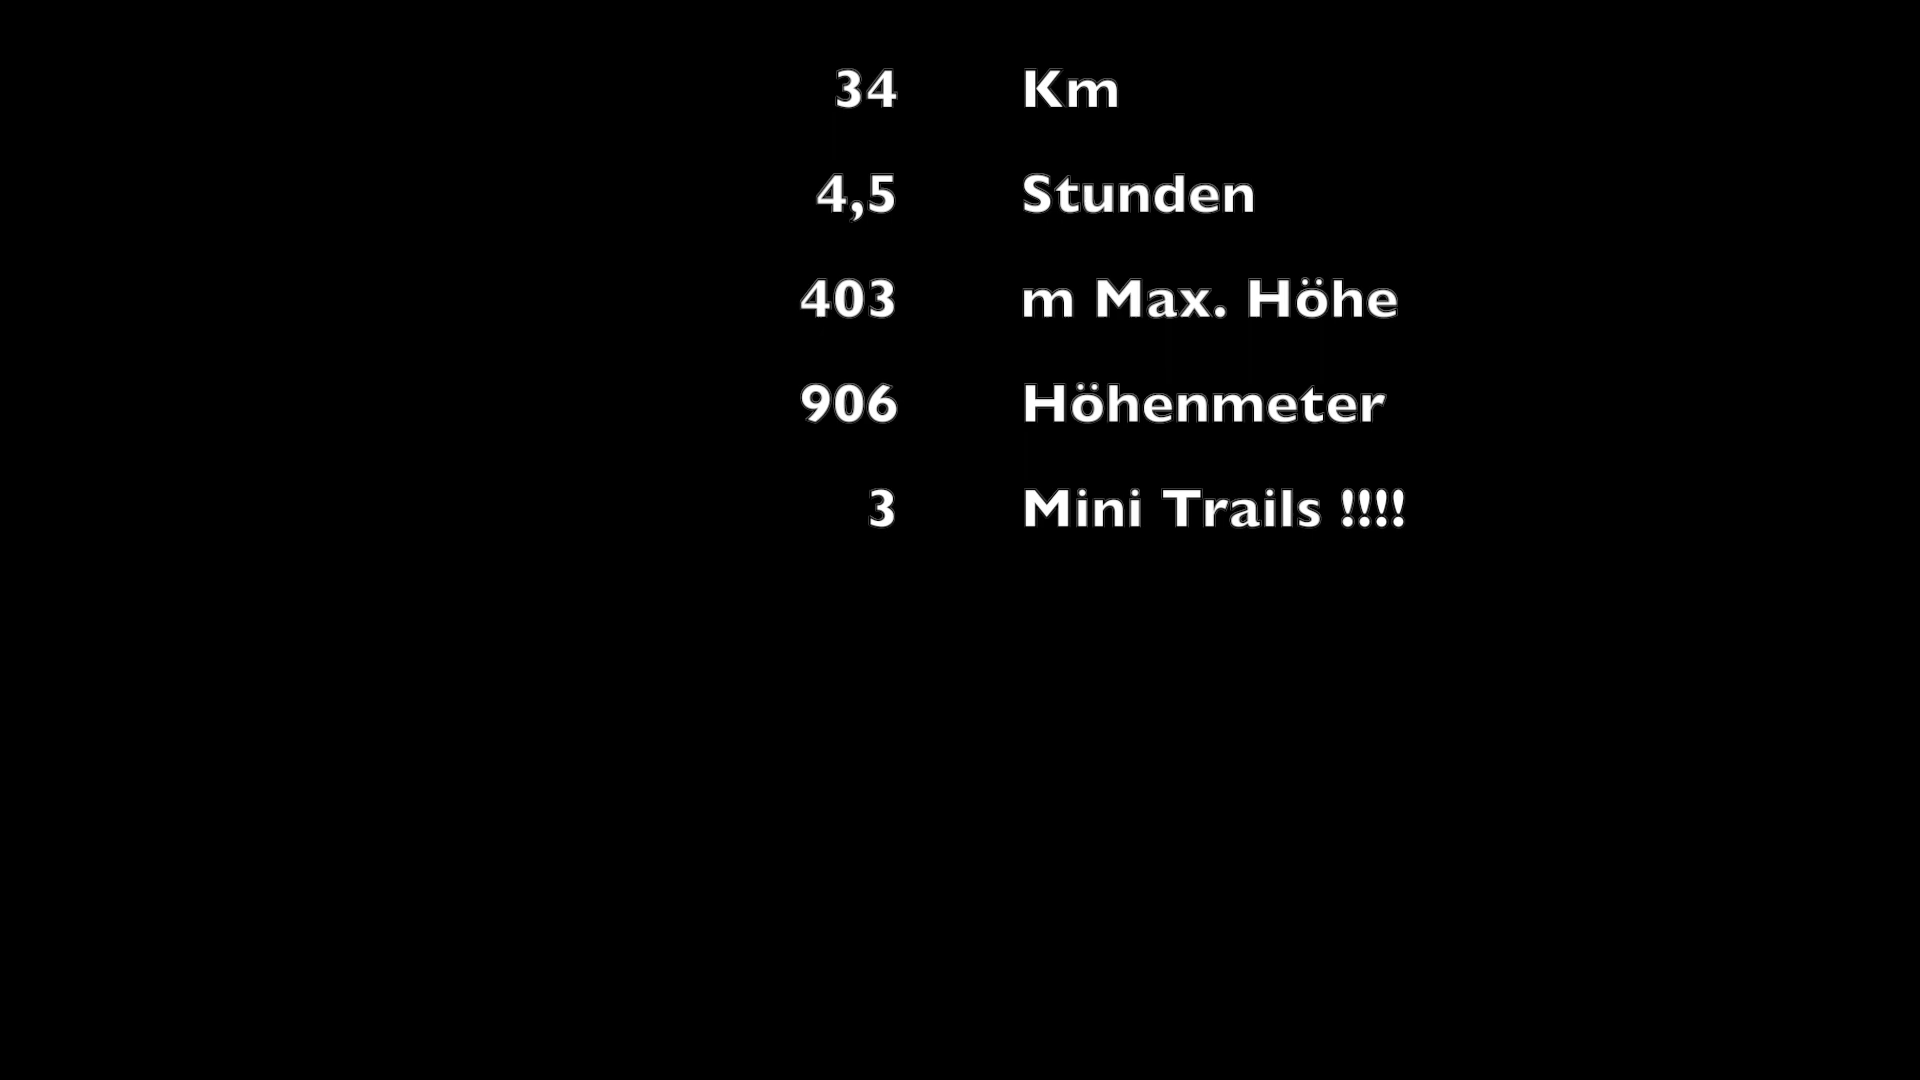 34 Km
4,5 Stunden
403 m Max. Höhe
906 Höhenmeter
3 Mini Trails !!!!